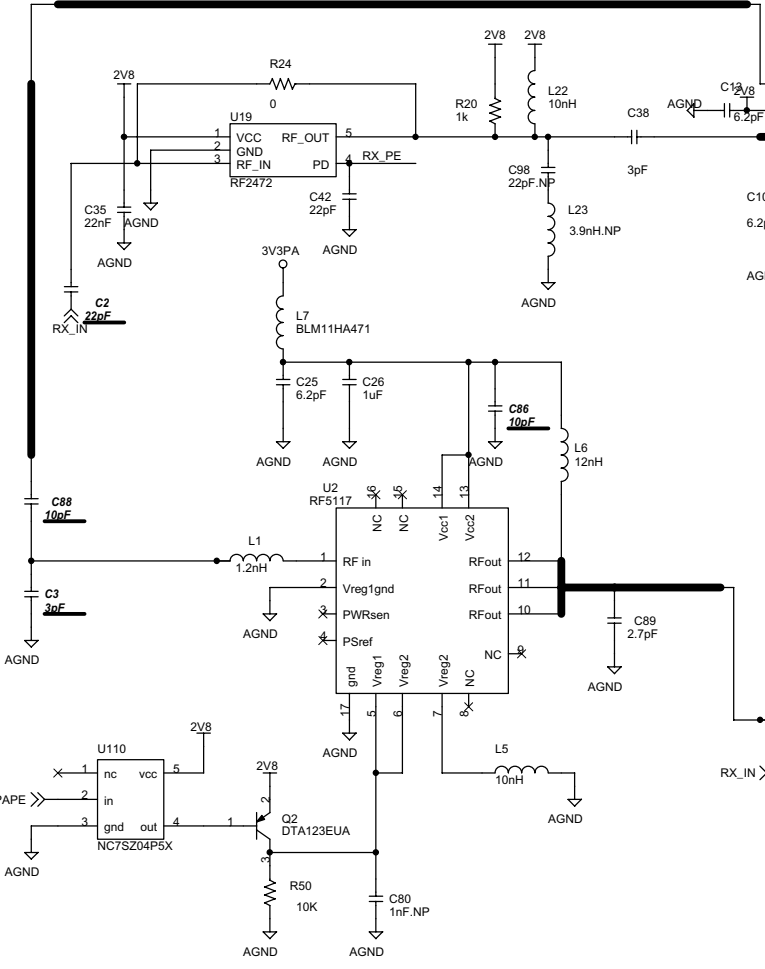 2V8
R24
0
2V8
2V8
U19
1
VCC
RF_OUT
5
2
GND
3
RF_IN
PD
4
RX_PE
RF2472
R20
1k
L22
10nH
C38
3pF
AGND
2V8
6.2pF
C98
22pF.NP
L23
3.9nH.NP
AGND
C35
22nF
AGND
AGND
C42
22pF
AGND
C2
22pF
RX_IN
3V3PA
L7
BLM11HA471
C25
6.2pF
C26
1uF
C86
10pF
AGND
AGND
AGND
L6
12nH
C88
10pF
C3
3pF
AGND
L1
1.2nH
U2
RF5117
16
15
14
13
NC
NC
Vcc1
Vcc2
1
RF in
RFout
12
2
Vreg1gnd
RFout
11
3
PWRsen
RFout
10
4
PSref
NC
9
gnd
Vreg1
Vreg2
Vreg2
NC
17
5
6
7
8
AGND
AGND
C89
2.7pF
AGND
L5
10nH
AGND
RX_IN
U110
2V8
1
nc
vcc
5
PAPE
2
in
3
gnd
out
4
NC7SZ04P5X
AGND
2V8
2
1
3
Q2
DTA123EUA
R50
10K
AGND
C80
1nF.NP
AGND